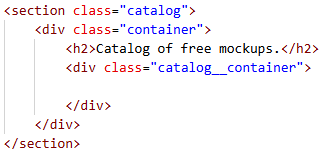 <section class="catalog">
<div class="container">
<h2>Catalog of free mockups.</h2>
<div class="catalog__container">
</div>
</div>
</section>